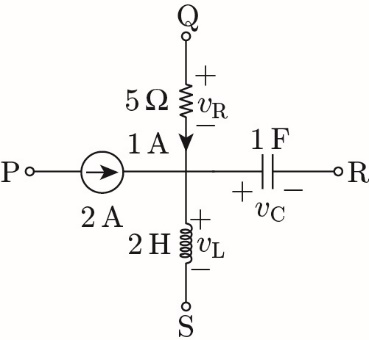 Q
+
5 Ω v_R
−
1 A
1 F
P R
+ −
2 A
v_C
+
2 H v_L
−
S